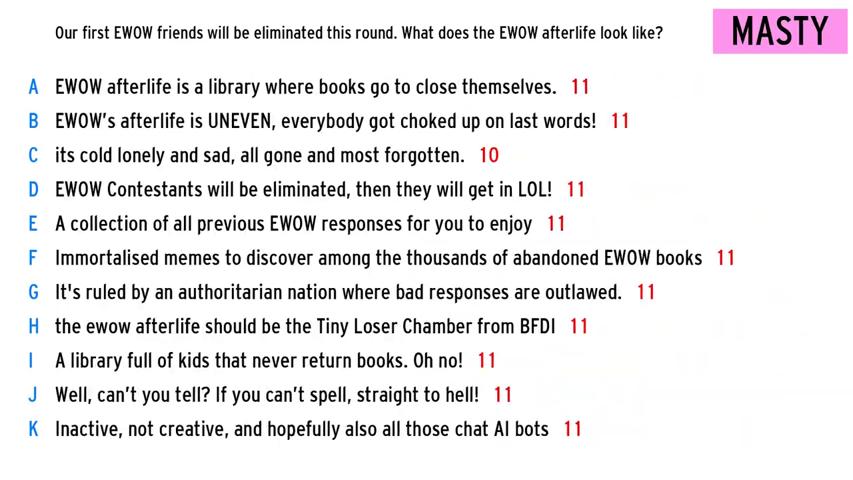 Our first EWOW friends will be eliminated this round. What does the EWOW afterlife look like?
MASTY
A EWOW afterlife is a library where books go to close themselves. 11
B EWOW's afterlife is UNEVEN, everybody got choked up on last words! 11
C its cold lonely and sad, all gone and most forgotten. 10
D EWOW Contestants will be eliminated, then they will get in LOL! 11
E A collection of all previous EWOW responses for you to enjoy 11
F Immortalised memes to discover among the thousands of abandoned EWOW books 11
G It's ruled by an authoritarian nation where bad responses are outlawed. 11
H the ewow afterlife should be the Tiny Loser Chamber from BFDI 11
I A library full of kids that never return books. Oh no! 11
J Well, can't you tell? If you can't spell, straight to hell! 11
K Inactive, not creative, and hopefully also all those chat AI bots 11